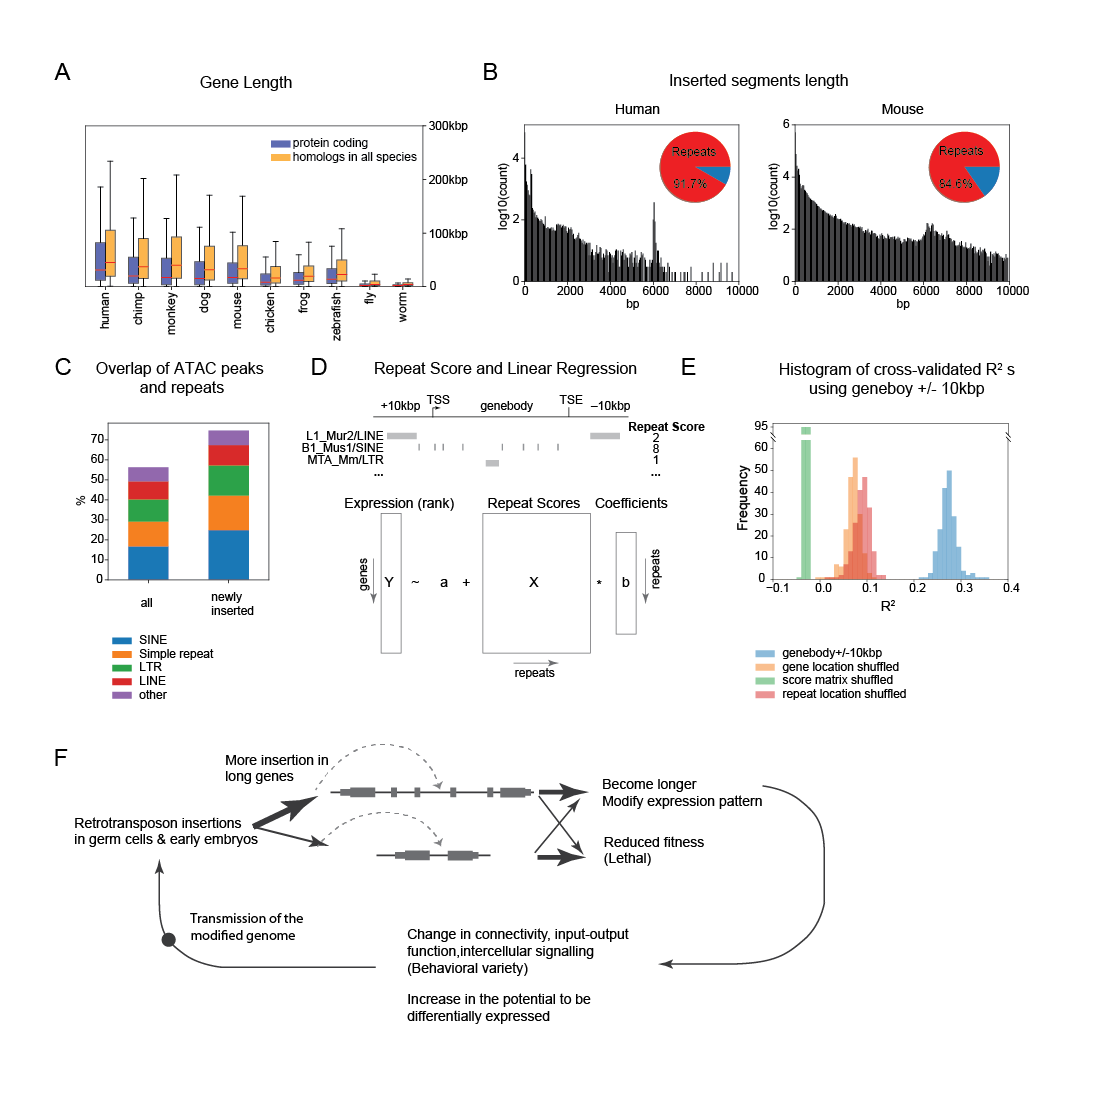 A
Gene Length
300kbp
200kbp
100kbp
0
protein coding
homologs in all species
human
chimp
monkey
dog
mouse
chicken
frog
zebrafish
fly
worm
B
Inserted segments length
Human
Repeats
91.7%
log10(count)
4
2
0
0 2000 4000 6000 8000 10000
bp
Mouse
Repeats
84.6%
log10(count)
6
4
2
0
0 2000 4000 6000 8000 10000
bp
C
Overlap of ATAC peaks
and repeats
%
70
60
50
40
30
20
10
0
all
newly
inserted
SINE
Simple repeat
LTR
LINE
other
D
Repeat Score and Linear Regression
+10kbp TSS genebody TSE −10kbp
Repeat Score
L1_Mur2/LINE 2
B1_Mus1/SINE 8
MTA_Mm/LTR 1
... ...
Expression (rank) Repeat Scores Coefficients
genes
Y ~ a + X * b
repeats
repeats
E
Histogram of cross-validated R² s
using geneboy +/- 10kbp
Frequency
95
60
50
40
30
20
10
0
−0.1 0.0 0.1 0.2 0.3 0.4
R²
genebody+/-10kbp
gene location shuffled
score matrix shuffled
repeat location shuffled
F
More insertion in
long genes
Retrotransposon insertions
in germ cells & early embryos
Become longer
Modify expression pattern
Reduced fitness
(Lethal)
Transmission of the
modified genome
Change in connectivity, input-output
function,intercellular signalling
(Behavioral variety)
Increase in the potential to be
differentially expressed